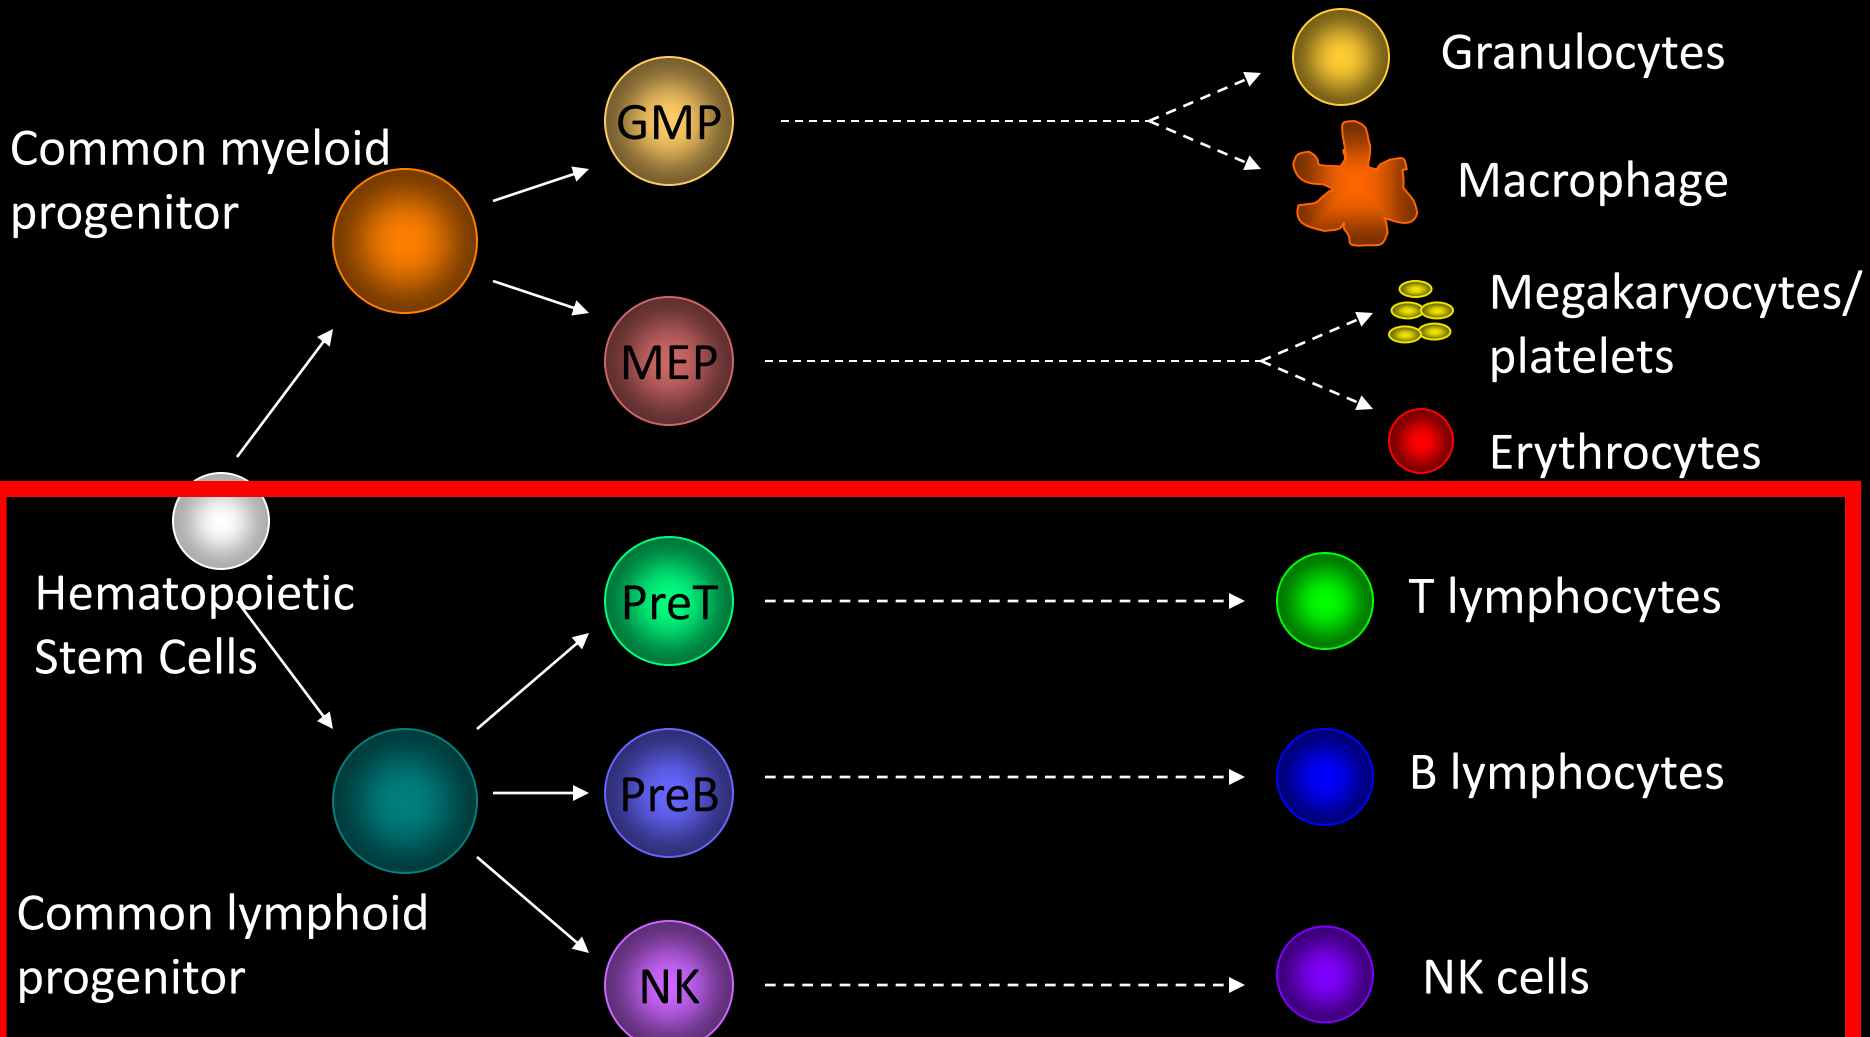 Granulocytes
Common myeloid
progenitor
GMP
Macrophage
MEP
Megakaryocytes/
platelets
Erythrocytes
Hematopoietic
Stem Cells
PreT
T lymphocytes
PreB
B lymphocytes
Common lymphoid
progenitor
NK
NK cells